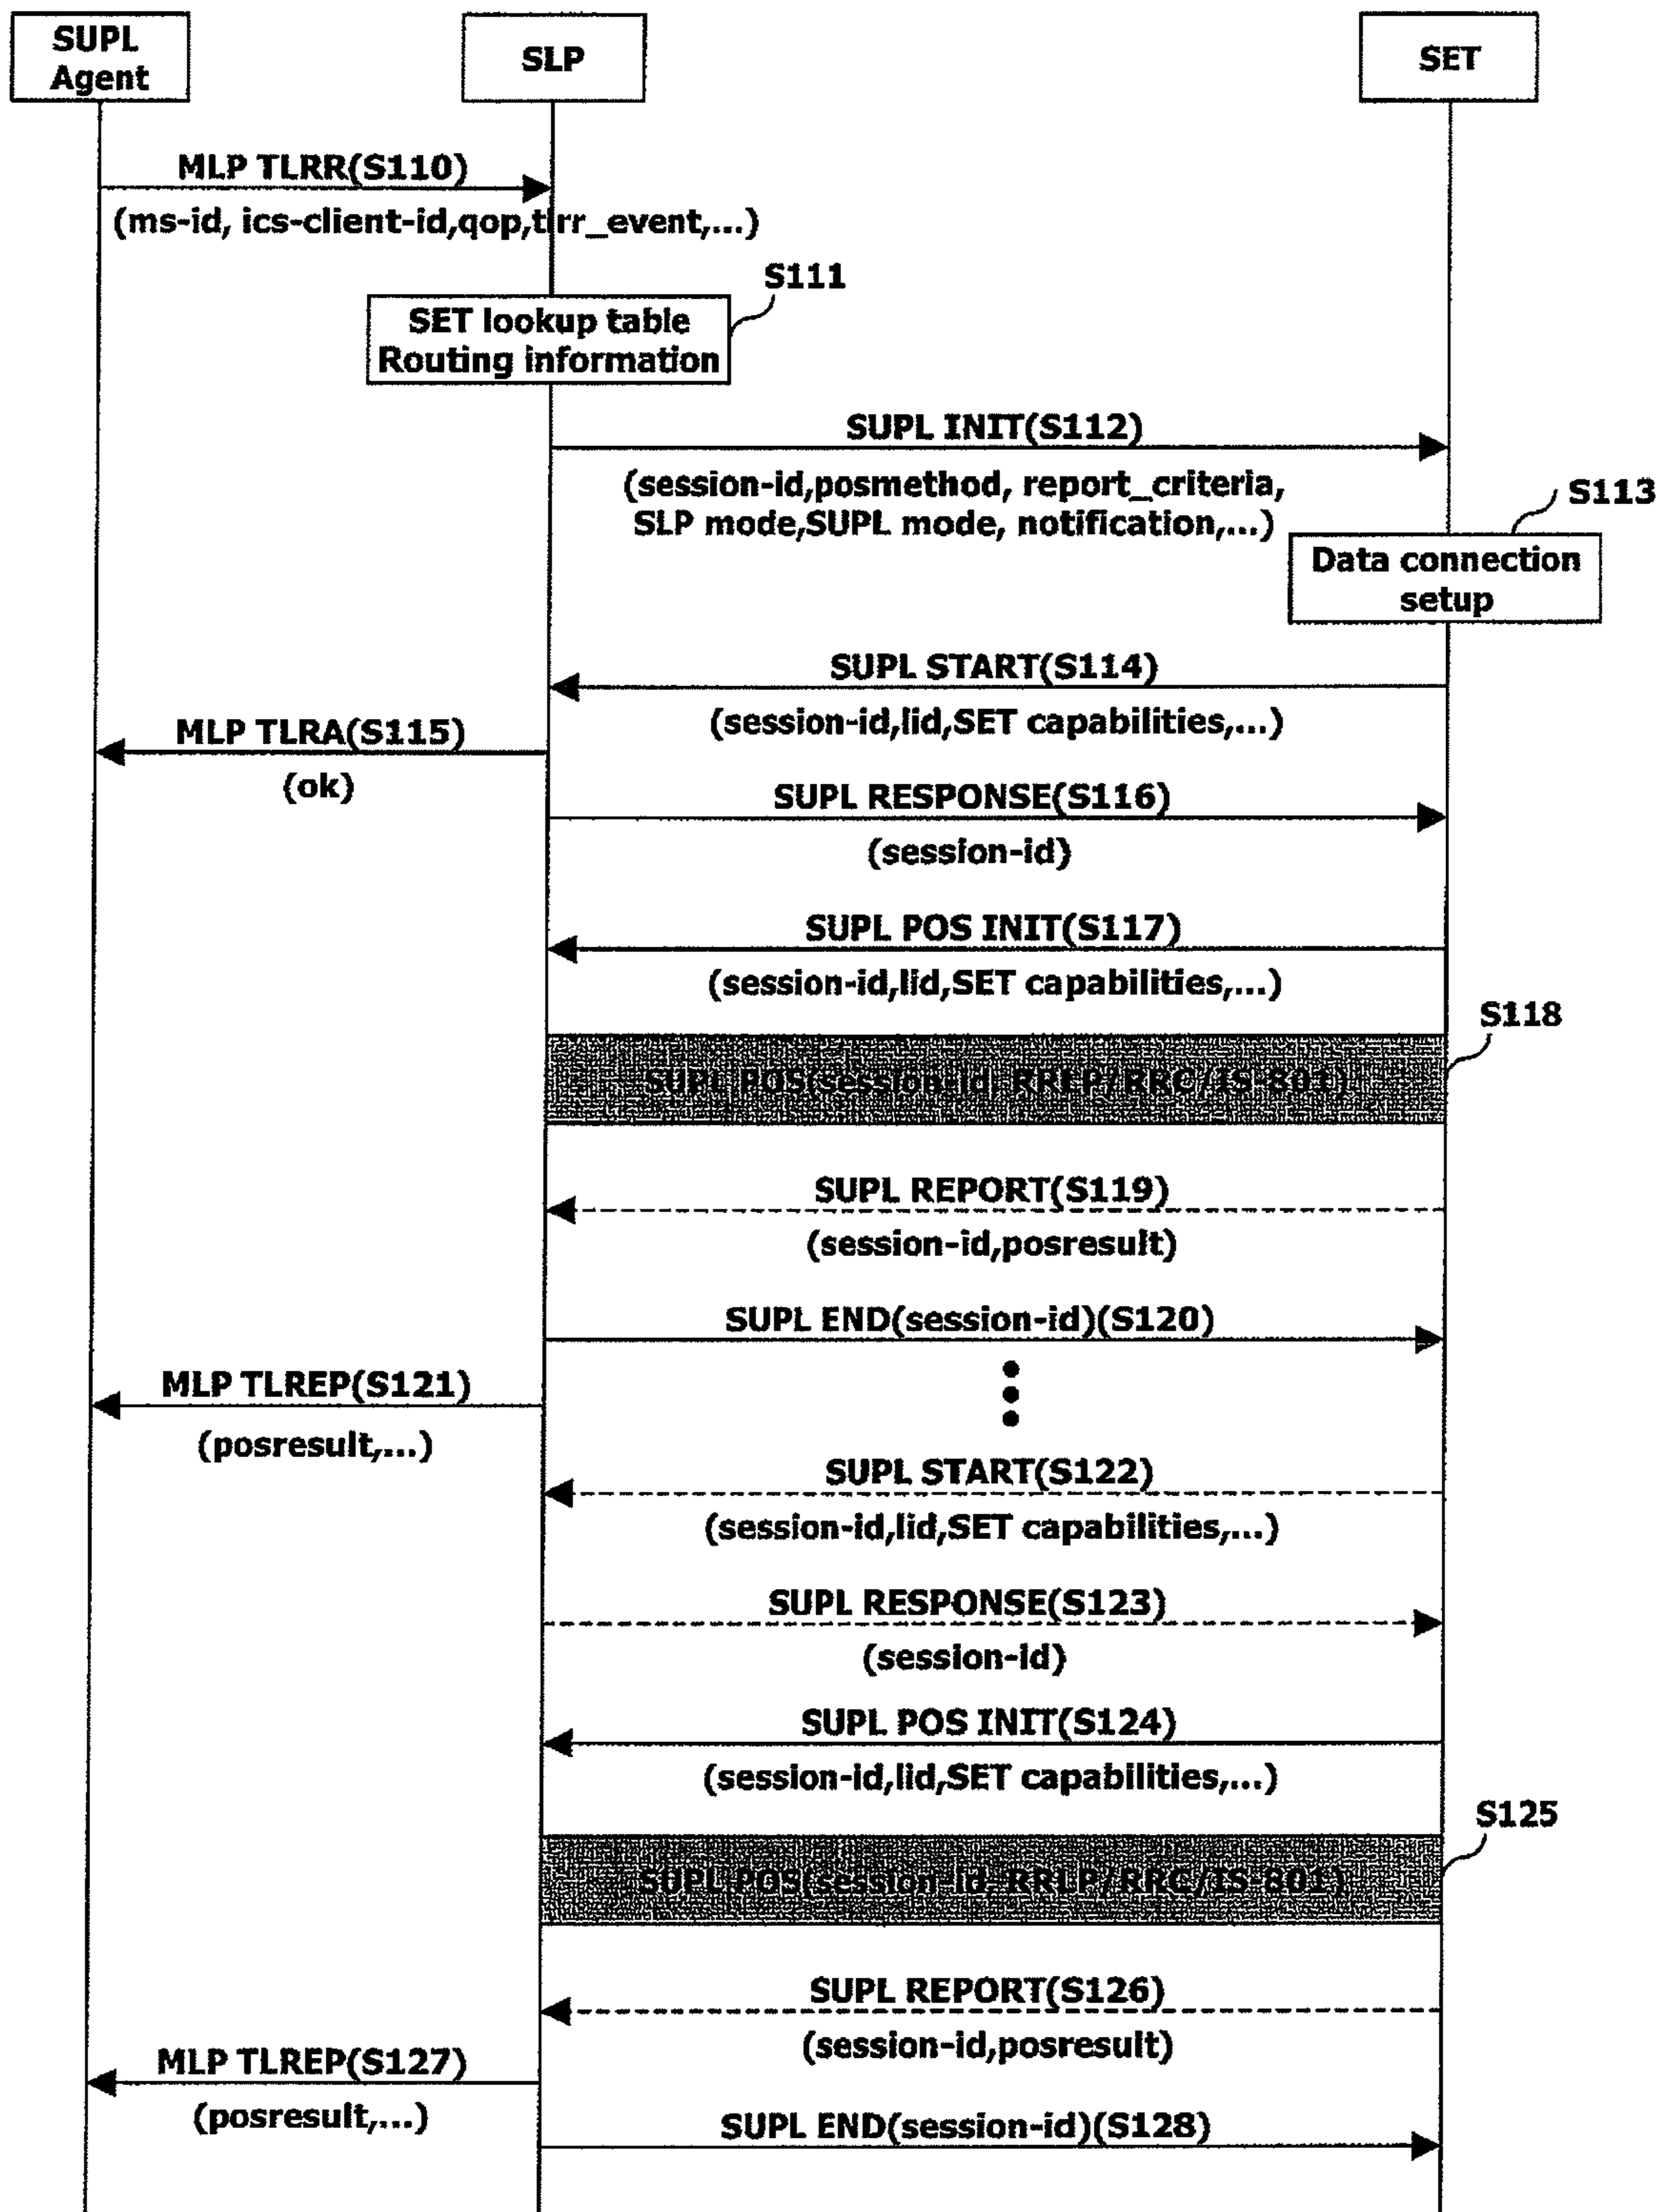 SUPL
Agent
SLP
SET
MLP TLRR(S110)
(ms-id, ics-client-id,qop,tlrr_event,...)
S111
SET lookup table
Routing information
SUPL INIT(S112)
(session-id,posmethod, report_criteria,
SLP mode,SUPL mode, notification,...)
S113
Data connection
setup
SUPL START(S114)
(session-id,lid,SET capabilities,...)
MLP TLRA(S115)
(ok)
SUPL RESPONSE(S116)
(session-id)
SUPL POS INIT(S117)
(session-id,lid,SET capabilities,...)
S118
SUPL POS(session-id, RRLP/RRC/IS-801)
SUPL REPORT(S119)
(session-id,posresult)
SUPL END(session-id)(S120)
MLP TLREP(S121)
(posresult,...)
SUPL START(S122)
(session-id,lid,SET capabilities,...)
SUPL RESPONSE(S123)
(session-id)
SUPL POS INIT(S124)
(session-id,lid,SET capabilities,...)
S125
SUPL POS(session-id, RRLP/RRC/IS-801)
SUPL REPORT(S126)
(session-id,posresult)
MLP TLREP(S127)
(posresult,...)
SUPL END(session-id)(S128)